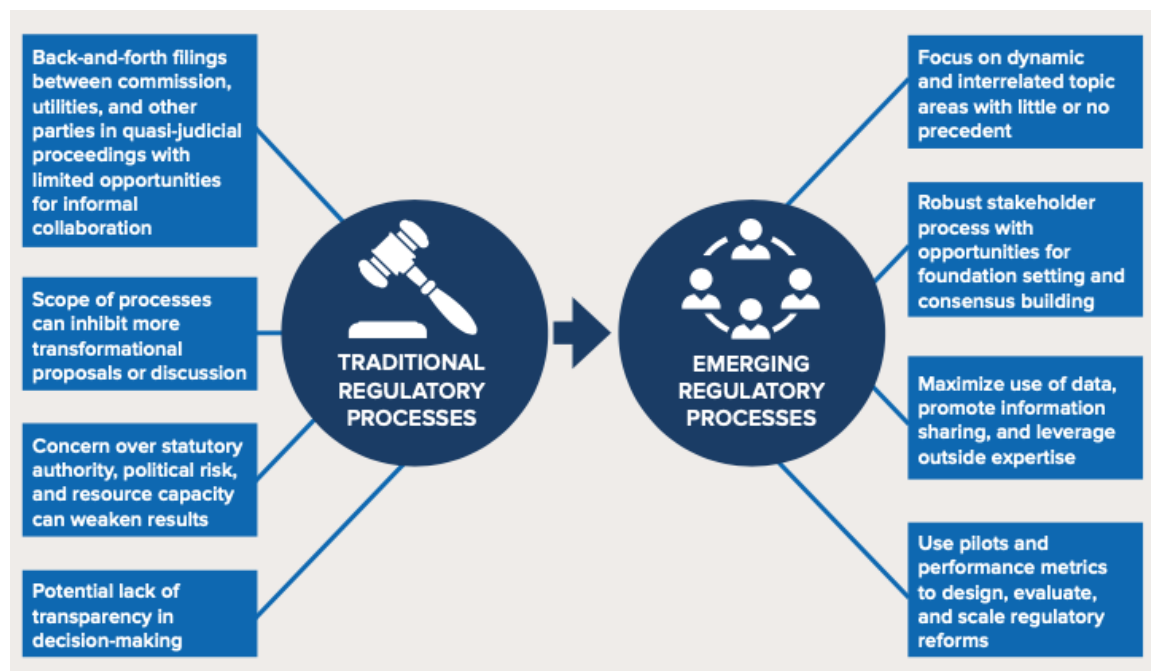 Back-and-forth filings
between commission,
utilities, and other
parties in quasi-judicial
proceedings with
limited opportunities
for informal
collaboration
Scope of processes
can inhibit more
transformational
proposals or discussion
Concern over statutory
authority, political risk,
and resource capacity
can weaken results
Potential lack of
transparency in
decision-making
TRADITIONAL
REGULATORY
PROCESSES
EMERGING
REGULATORY
PROCESSES
Focus on dynamic
and interrelated topic
areas with little or no
precedent
Robust stakeholder
process with
opportunities for
foundation setting and
consensus building
Maximize use of data,
promote information
sharing, and leverage
outside expertise
Use pilots and
performance metrics
to design, evaluate,
and scale regulatory
reforms